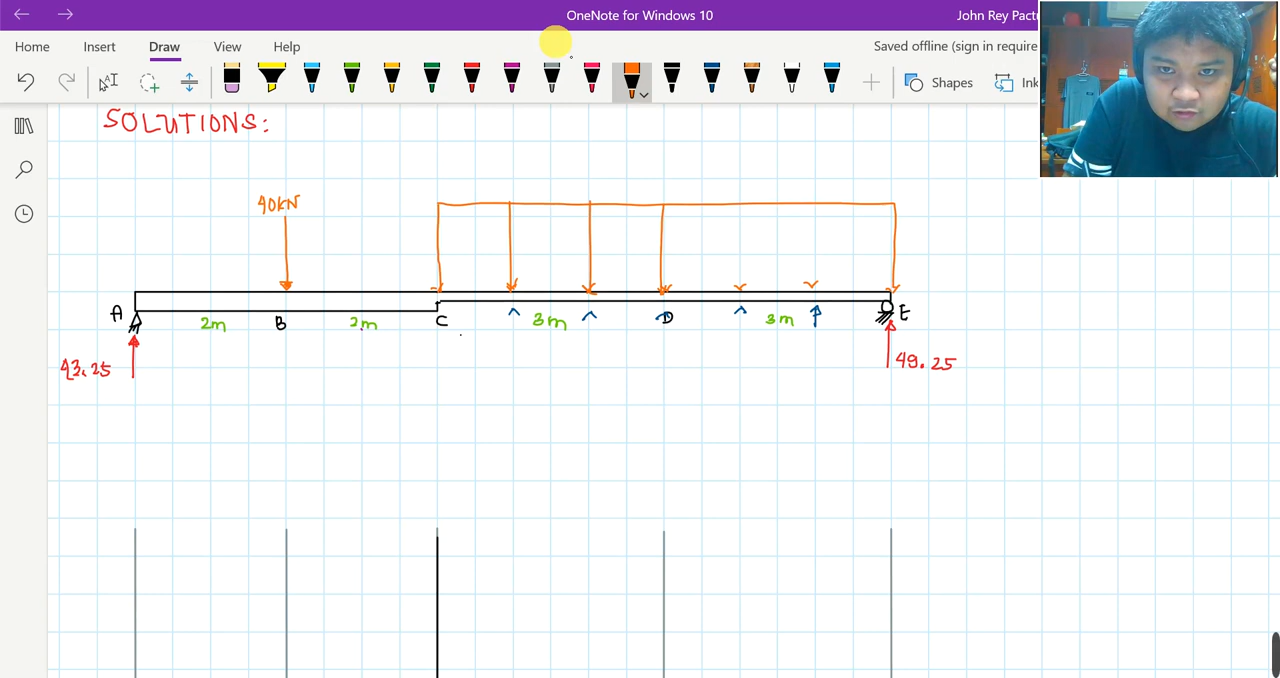 OneNote for Windows 10
John Rey Pactu
Home Insert Draw View Help
Saved offline (sign in require
Shapes
Ink
SOLUTIONS:
40kN
A
2m
B
2m
C
3m
D
3m
E
43.25
49.25